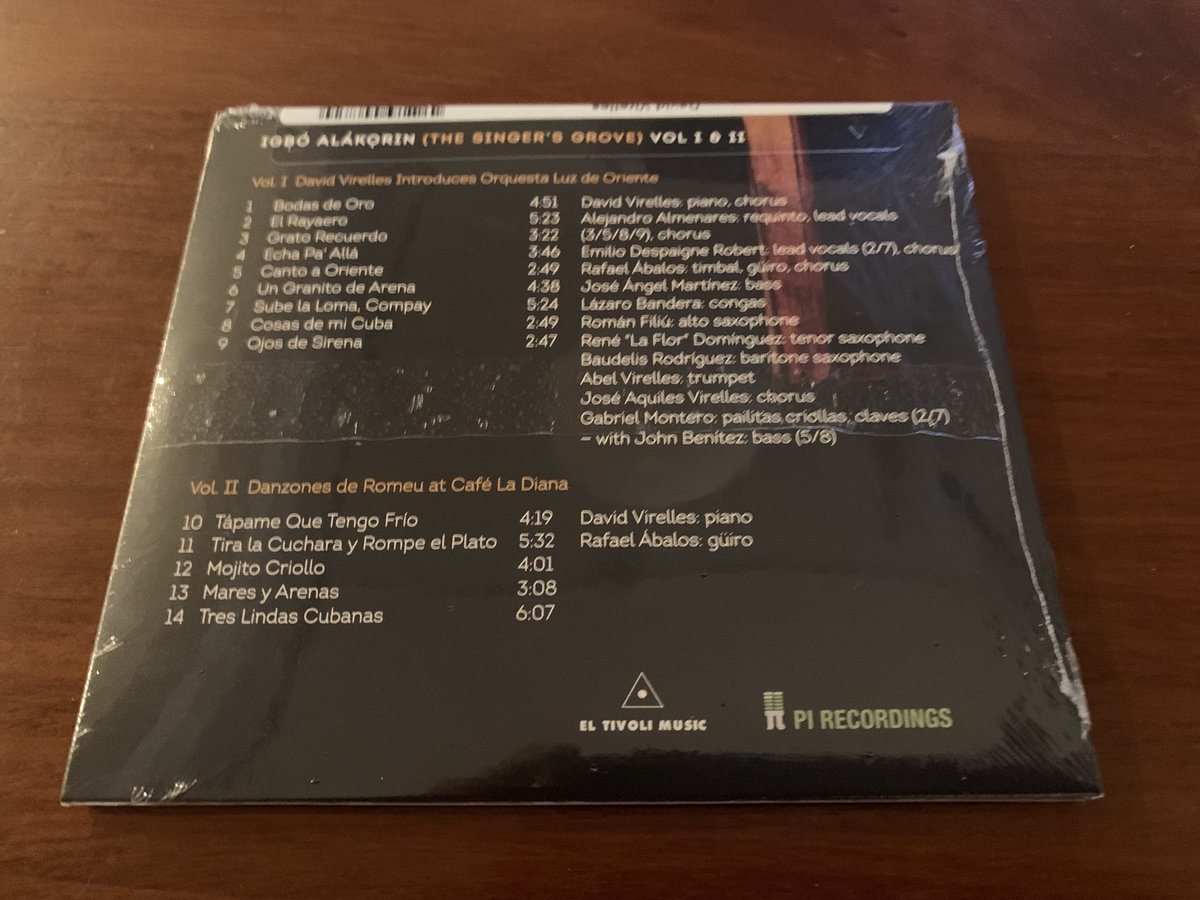 David Virelles
IGBÓ ALÁKỌRIN (THE SINGER'S GROVE) VOL I & II
Vol. I David Virelles Introduces Orquesta Luz de Oriente
1 Bodas de Oro 4:51
2 El Rayaero 5:23
3 Grato Recuerdo 3:22
4 Echa Pa' Allá 3:46
5 Canto a Oriente 2:49
6 Un Granito de Arena 4:38
7 Sube la Loma, Compay 5:24
8 Cosas de mi Cuba 2:49
9 Ojos de Sirena 2:47
David Virelles: piano, chorus
Alejandro Almenares: requinto, lead vocals
(3/5/8/9), chorus
Emilio Despaigne Robert: lead vocals (2/7), chorus
Rafael Ábalos: timbal, güiro, chorus
José Ángel Martínez: bass
Lázaro Bandera: congas
Román Filiú: alto saxophone
René "La Flor" Domínguez: tenor saxophone
Baudelis Rodríguez: baritone saxophone
Abel Virelles: trumpet
José Aquiles Virelles: chorus
Gabriel Montero: pailitas criollas, claves (2/7)
– with John Benítez: bass (5/8)
Vol. II Danzones de Romeu at Café La Diana
10 Tápame Que Tengo Frío 4:19
11 Tira la Cuchara y Rompe el Plato 5:32
12 Mojito Criollo 4:01
13 Mares y Arenas 3:08
14 Tres Lindas Cubanas 6:07
David Virelles: piano
Rafael Ábalos: güiro
EL TIVOLI MUSIC
PI RECORDINGS